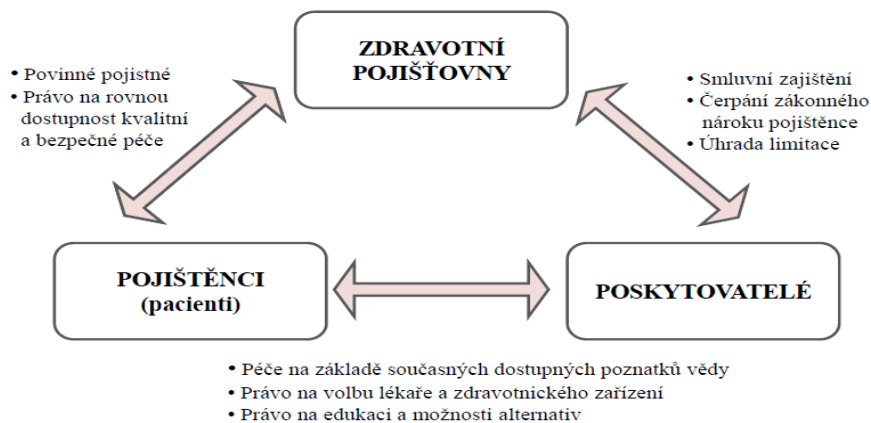 ZDRAVOTNÍ
POJIŠŤOVNY
• Povinné pojistné
• Právo na rovnou
dostupnost kvalitní
a bezpečné péče
• Smluvní zajištění
• Čerpání zákonného
nároku pojištěnce
• Úhrada limitace
POJIŠTĚNCI
(pacienti)
POSKYTOVATELÉ
• Péče na základě současných dostupných poznatků vědy
• Právo na volbu lékaře a zdravotnického zařízení
• Právo na edukaci a možnosti alternativ